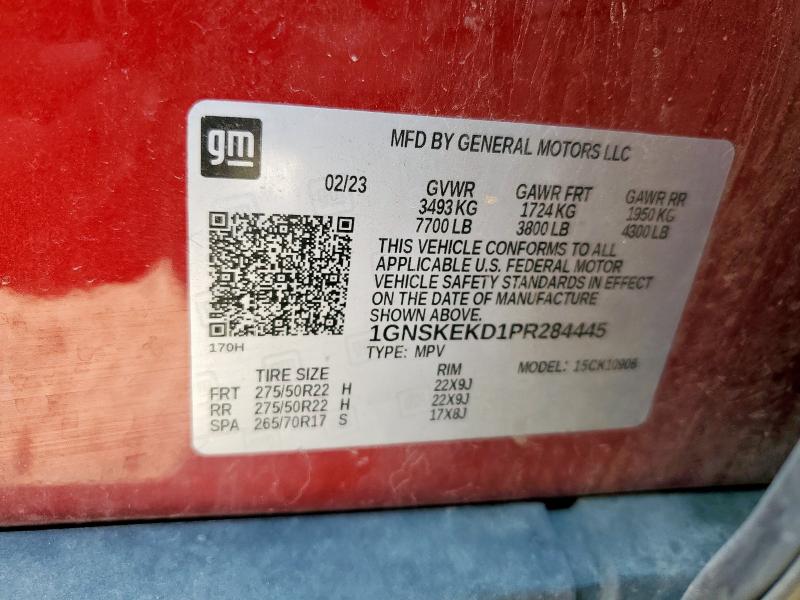 gm
MFD BY GENERAL MOTORS LLC
02/23
GVWR GAWR FRT GAWR RR
3493 KG 1724 KG 1950 KG
7700 LB 3800 LB 4300 LB
THIS VEHICLE CONFORMS TO ALL
APPLICABLE U.S. FEDERAL MOTOR
VEHICLE SAFETY STANDARDS IN EFFECT
ON THE DATE OF MANUFACTURE
SHOWN ABOVE.
1GNSKEKD1PR284445
170H
TYPE: MPV MODEL: 15CK10906
TIRE SIZE RIM
FRT 275/50R22 H 22X9J
RR 275/50R22 H 22X9J
SPA 265/70R17 S 17X8J